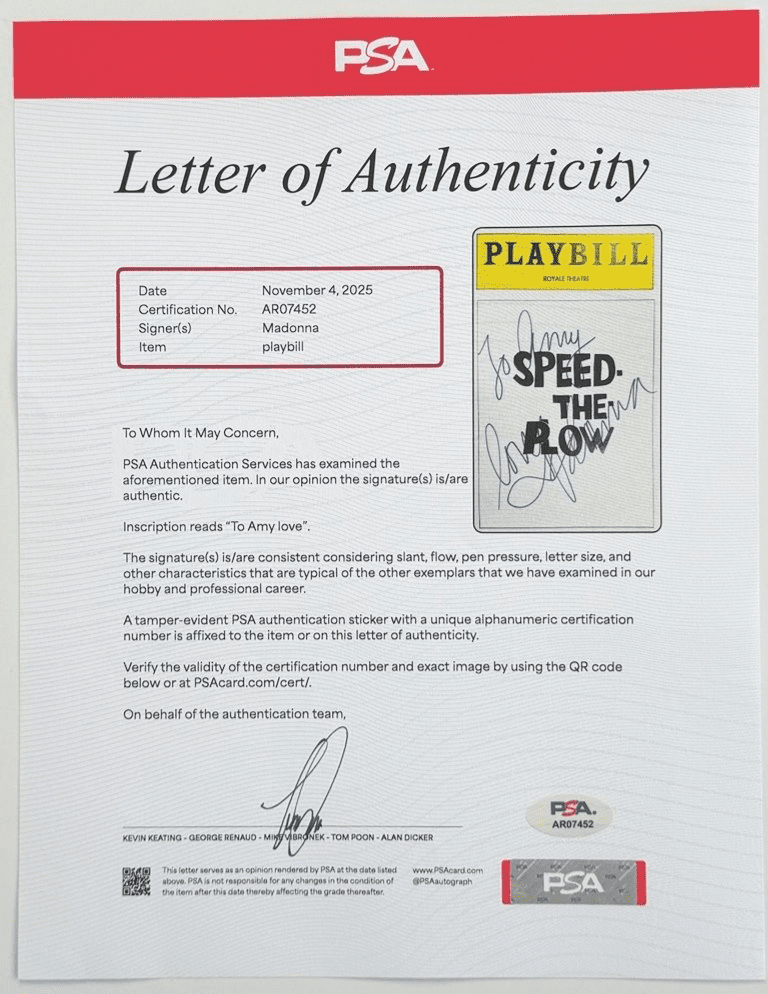 PSA
Letter of Authenticity
Date November 4, 2025
Certification No. AR07452
Signer(s) Madonna
Item playbill
PLAYBILL
ROYALE THEATRE
To Amy
SPEED-
THE-
PLOW
love Madonna
To Whom It May Concern,
PSA Authentication Services has examined the
aforementioned item. In our opinion the signature(s) is/are
authentic.
Inscription reads “To Amy love”.
The signature(s) is/are consistent considering slant, flow, pen pressure, letter size, and
other characteristics that are typical of the other exemplars that we have examined in our
hobby and professional career.
A tamper-evident PSA authentication sticker with a unique alphanumeric certification
number is affixed to the item or on this letter of authenticity.
Verify the validity of the certification number and exact image by using the QR code
below or at PSAcard.com/cert/.
On behalf of the authentication team,
KEVIN KEATING - GEORGE RENAUD - MIKE VIBRONEK - TOM POON - ALAN DICKER
This letter serves as an opinion rendered by PSA at the date listed
above. PSA is not responsible for any changes in the condition of
the item after this date thereby affecting the grade thereafter.
www.PSAcard.com
@PSAautograph
PSA
AR07452
PSA